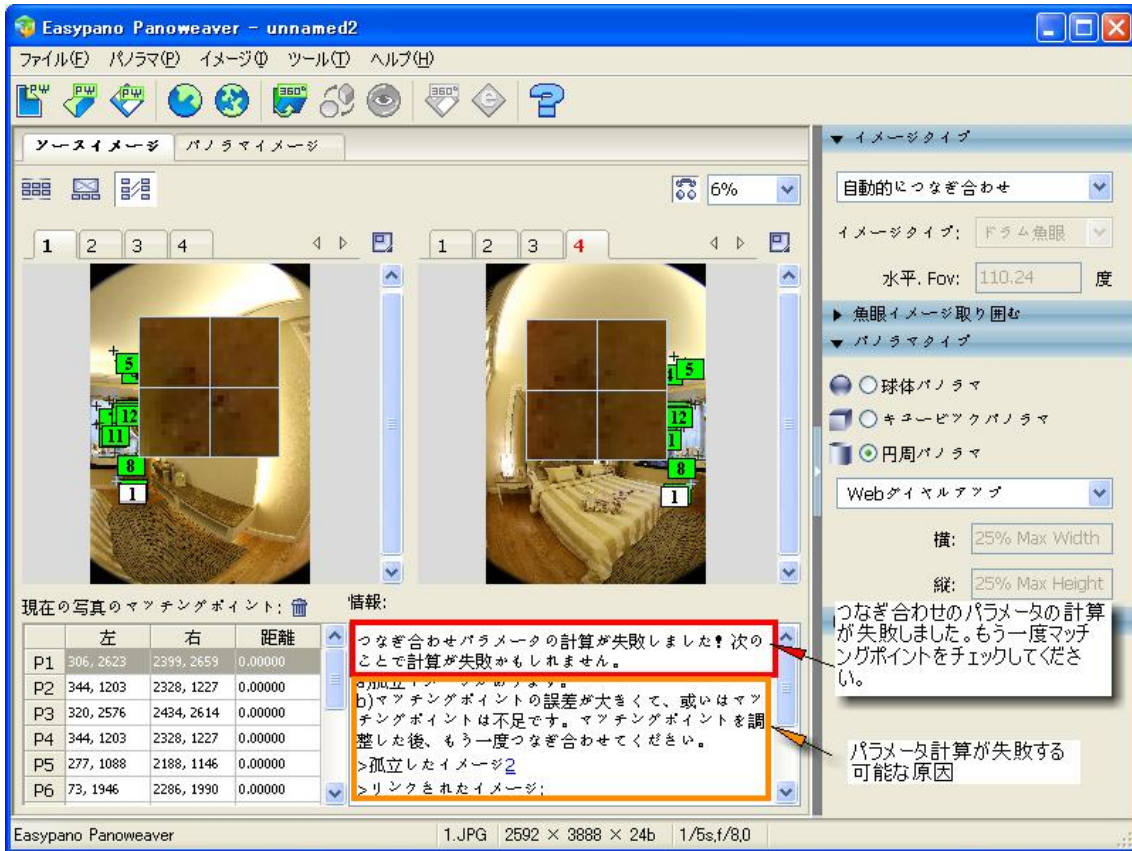 Easypano Panoweaver - unnamed2
ファイル(F) パノラマ(P) イメージ(I) ツール(T) ヘルプ(H)
ソースイメージ パノラマイメージ
6%
1 2 3 4
1 2 3 4
5
12
11
8
1
5
12
1
8
1
現在の写真のマッチングポイント:
左 右 距離
P1 306, 2623 2399, 2659 0.00000
P2 344, 1203 2328, 1227 0.00000
P3 320, 2576 2434, 2614 0.00000
P4 344, 1203 2328, 1227 0.00000
P5 277, 1088 2188, 1146 0.00000
P6 73, 1946 2286, 1990 0.00000
情報:
つなぎ合わせパラメータの計算が失敗しました! 次の
ことで計算が失敗かもしれません。
b)マッチングポイントの誤差が大きくて、或いはマッ
チングポイントは不足です。マッチングポイントを調
整した後、もう一度つなぎ合わせてください。
>孤立したイメージ2
>リンクされたイメージ:
イメージタイプ
自動的につなぎ合わせ
イメージタイプ: ドラム魚眼
水平. Fov: 110.24 度
魚眼イメージ取り囲む
パノラマタイプ
球体パノラマ
キュービックパノラマ
円周パノラマ
Webダイヤルアップ
横: 25% Max Width
縦: 25% Max Height
つなぎ合わせのパラメータの計算
が失敗しました。もう一度マッチ
ングポイントをチェックしてくださ
い。
パラメータ計算が失敗する
可能な原因
Easypano Panoweaver 1.JPG 2592 × 3888 × 24b 1/5s,f/8,0